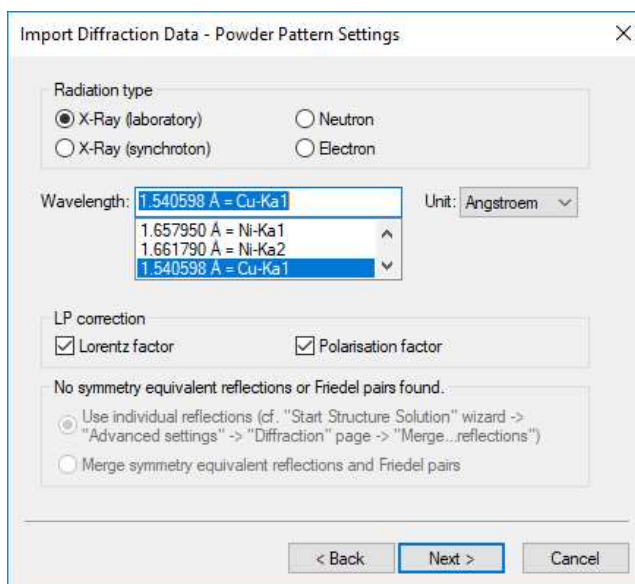 Import Diffraction Data - Powder Pattern Settings
Radiation type
X-Ray (laboratory)
Neutron
X-Ray (synchroton)
Electron
Wavelength: 1.540598 Å = Cu-Ka1 Unit: Angstroem
1.657950 Å = Ni-Ka1
1.661790 Å = Ni-Ka2
1.540598 Å = Cu-Ka1
LP correction
Lorentz factor
Polarisation factor
No symmetry equivalent reflections or Friedel pairs found.
Use individual reflections (cf. "Start Structure Solution" wizard ->
"Advanced settings" -> "Diffraction" page -> "Merge...reflections")
Merge symmetry equivalent reflections and Friedel pairs
< Back Next > Cancel